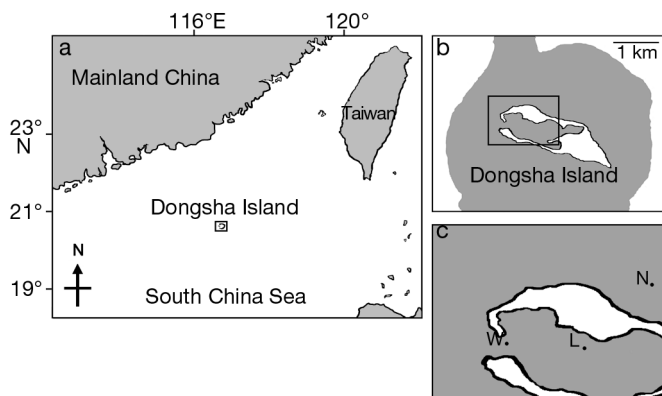 116°E 120°
a
Mainland China
Taiwan
23°
N
21°
Dongsha Island
N
19°
South China Sea
b
1 km
Dongsha Island
c
N
W
L